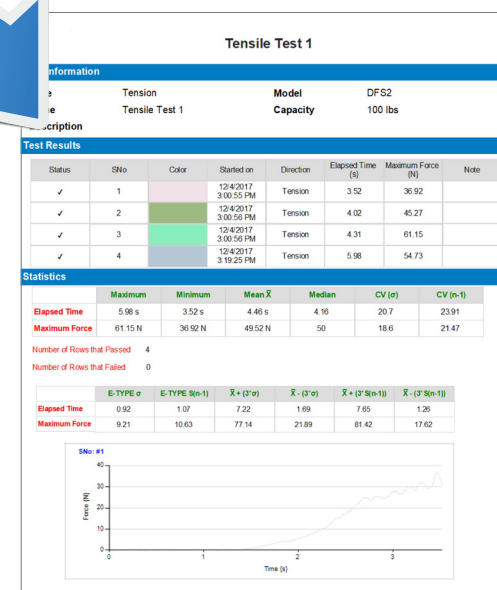 Tensile Test 1
nformation
e Tension Model DFS2
e Tensile Test 1 Capacity 100 lbs
Description
Test Results
Status SNo Color Started on Direction Elapsed Time (s) Maximum Force (N) Note
✓ 1 12/4/2017 3:00:55 PM Tension 3.52 36.92
✓ 2 12/4/2017 3:00:56 PM Tension 4.02 45.27
✓ 3 12/4/2017 3:00:56 PM Tension 4.31 61.15
✓ 4 12/4/2017 3:19:25 PM Tension 5.98 54.73
Statistics
Maximum Minimum Mean X̄ Median CV (σ) CV (n-1)
Elapsed Time 5.98 s 3.52 s 4.46 s 4.16 20.7 23.91
Maximum Force 61.15 N 36.92 N 49.52 N 50 18.6 21.47
Number of Rows that Passed 4
Number of Rows that Failed 0
E-TYPE σ E-TYPE S(n-1) X̄ + (3*σ) X̄ - (3*σ) X̄ + (3*S(n-1)) X̄ - (3*S(n-1))
Elapsed Time 0.92 1.07 7.22 1.69 7.65 1.26
Maximum Force 9.21 10.63 77.14 21.89 81.42 17.62
SNo: #1
40
30
20
10
0
Force (N)
0 1 2 3
Time (s)